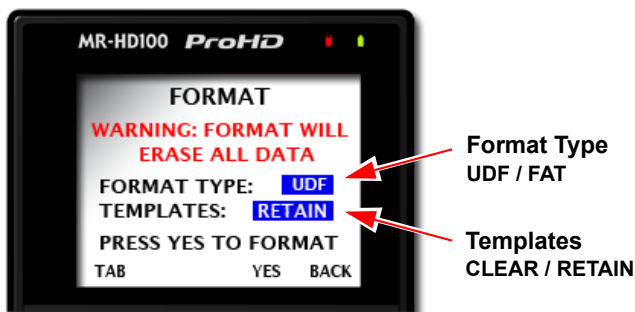 MR-HD100 ProHD
FORMAT
WARNING: FORMAT WILL
ERASE ALL DATA
FORMAT TYPE: UDF
TEMPLATES: RETAIN
PRESS YES TO FORMAT
TAB YES BACK
Format Type
UDF / FAT
Templates
CLEAR / RETAIN